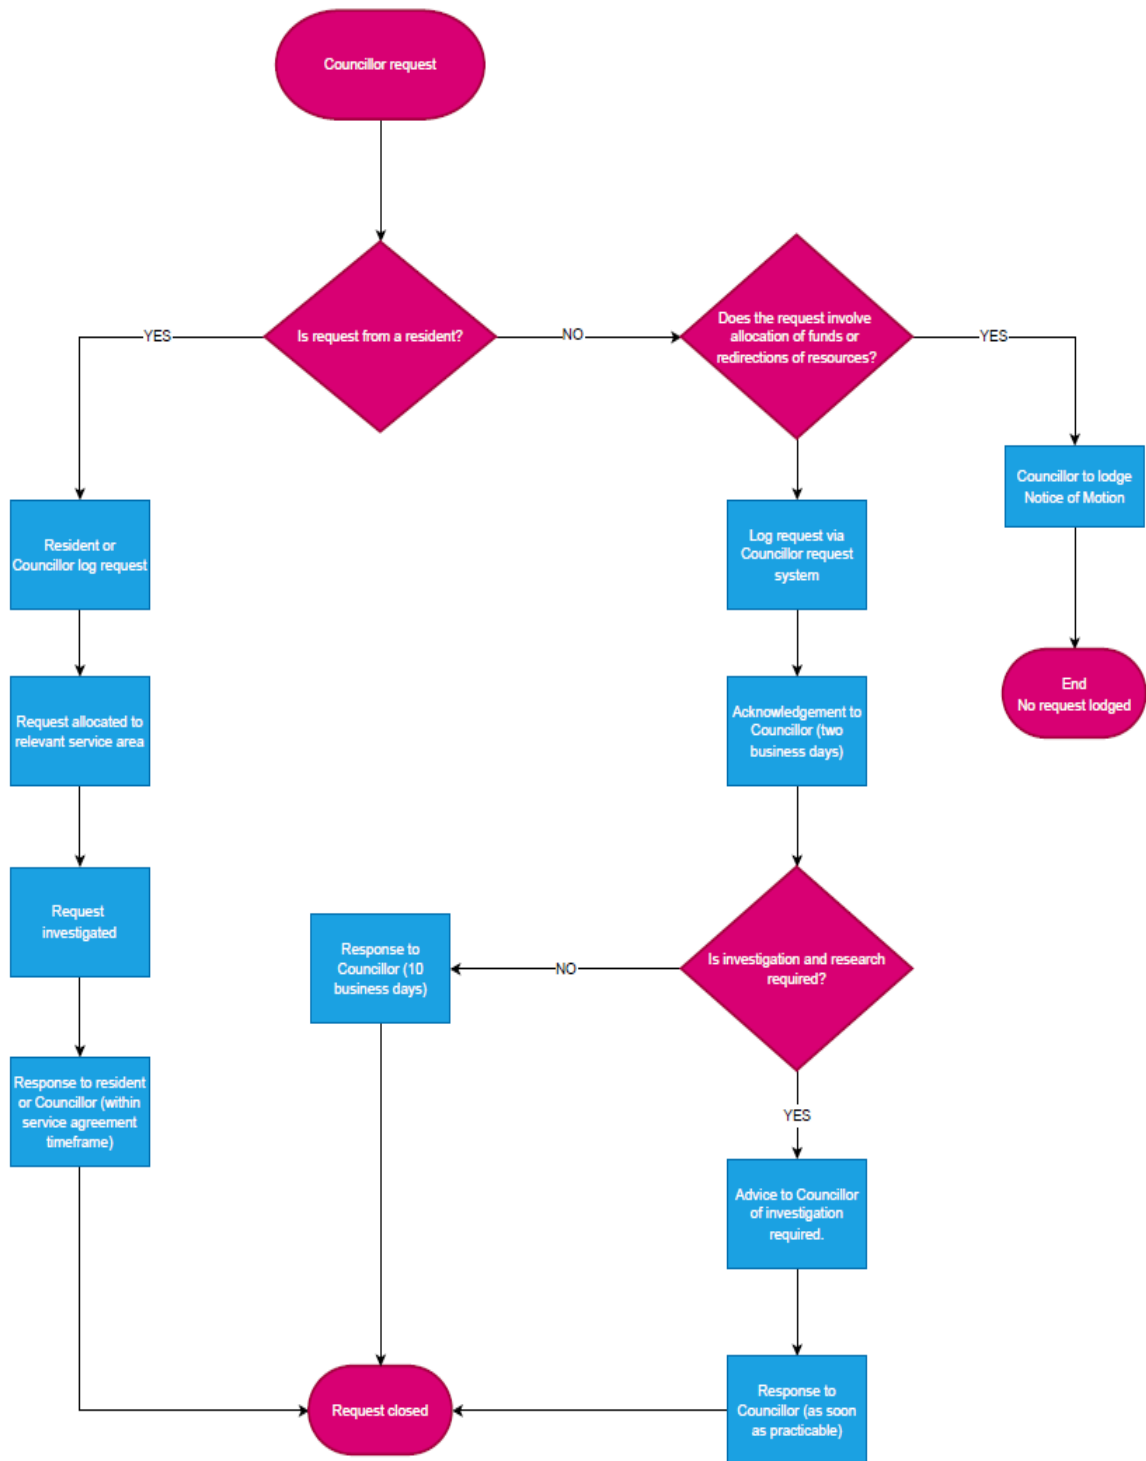 Councillor request
Is request from a resident?
YES
NO
Does the request involve
allocation of funds or
redirections of resources?
YES
Councillor to lodge
Notice of Motion
End
No request lodged
Resident or
Councillor log request
Request allocated to
relevant service area
Request
investigated
Response to resident
or Councillor (within
service agreement
timeframe)
Log request via
Councillor request
system
Acknowledgement to
Councillor (two
business days)
Is investigation and research
required?
NO
Response to
Councillor (10
business days)
YES
Advice to Councillor
of investigation
required.
Response to
Councillor (as soon
as practicable)
Request closed